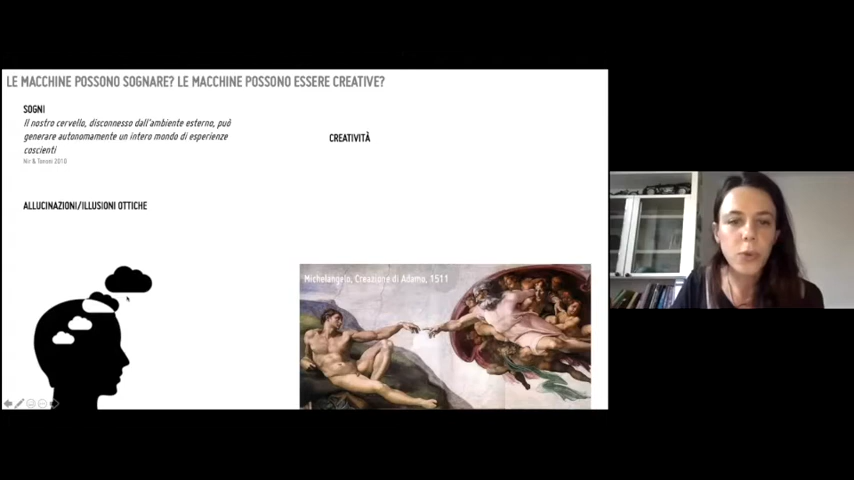 LE MACCHINE POSSONO SOGNARE? LE MACCHINE POSSONO ESSERE CREATIVE?
SOGNI
Il nostro cervello, disconnesso dall'ambiente esterno, può
generare autonomamente un intero mondo di esperienze
coscienti
Nir & Tononi 2010
ALLUCINAZIONI/ILLUSIONI OTTICHE
CREATIVITÀ
Michelangelo, Creazione di Adamo, 1511